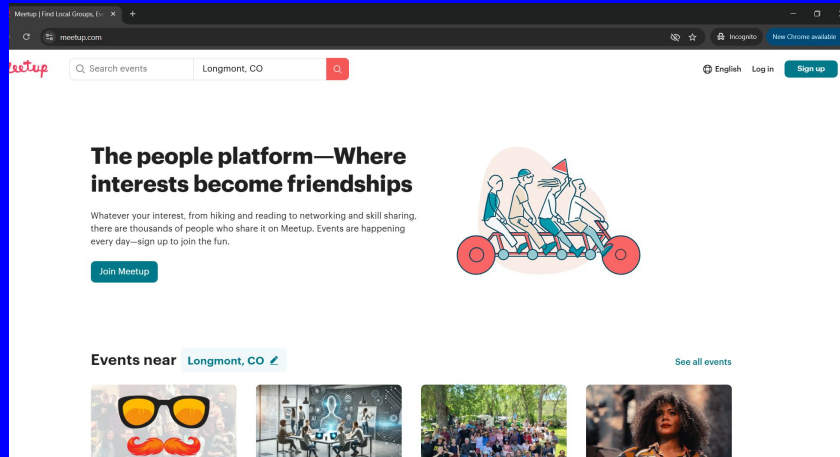 Meetup | Find Local Groups, Ev
meetup.com
Incognito
New Chrome available
Meetup
Search events
Longmont, CO
English
Log in
Sign up
The people platform—Where
interests become friendships
Whatever your interest, from hiking and reading to networking and skill sharing,
there are thousands of people who share it on Meetup. Events are happening
every day—sign up to join the fun.
Join Meetup
Events near
Longmont, CO
See all events